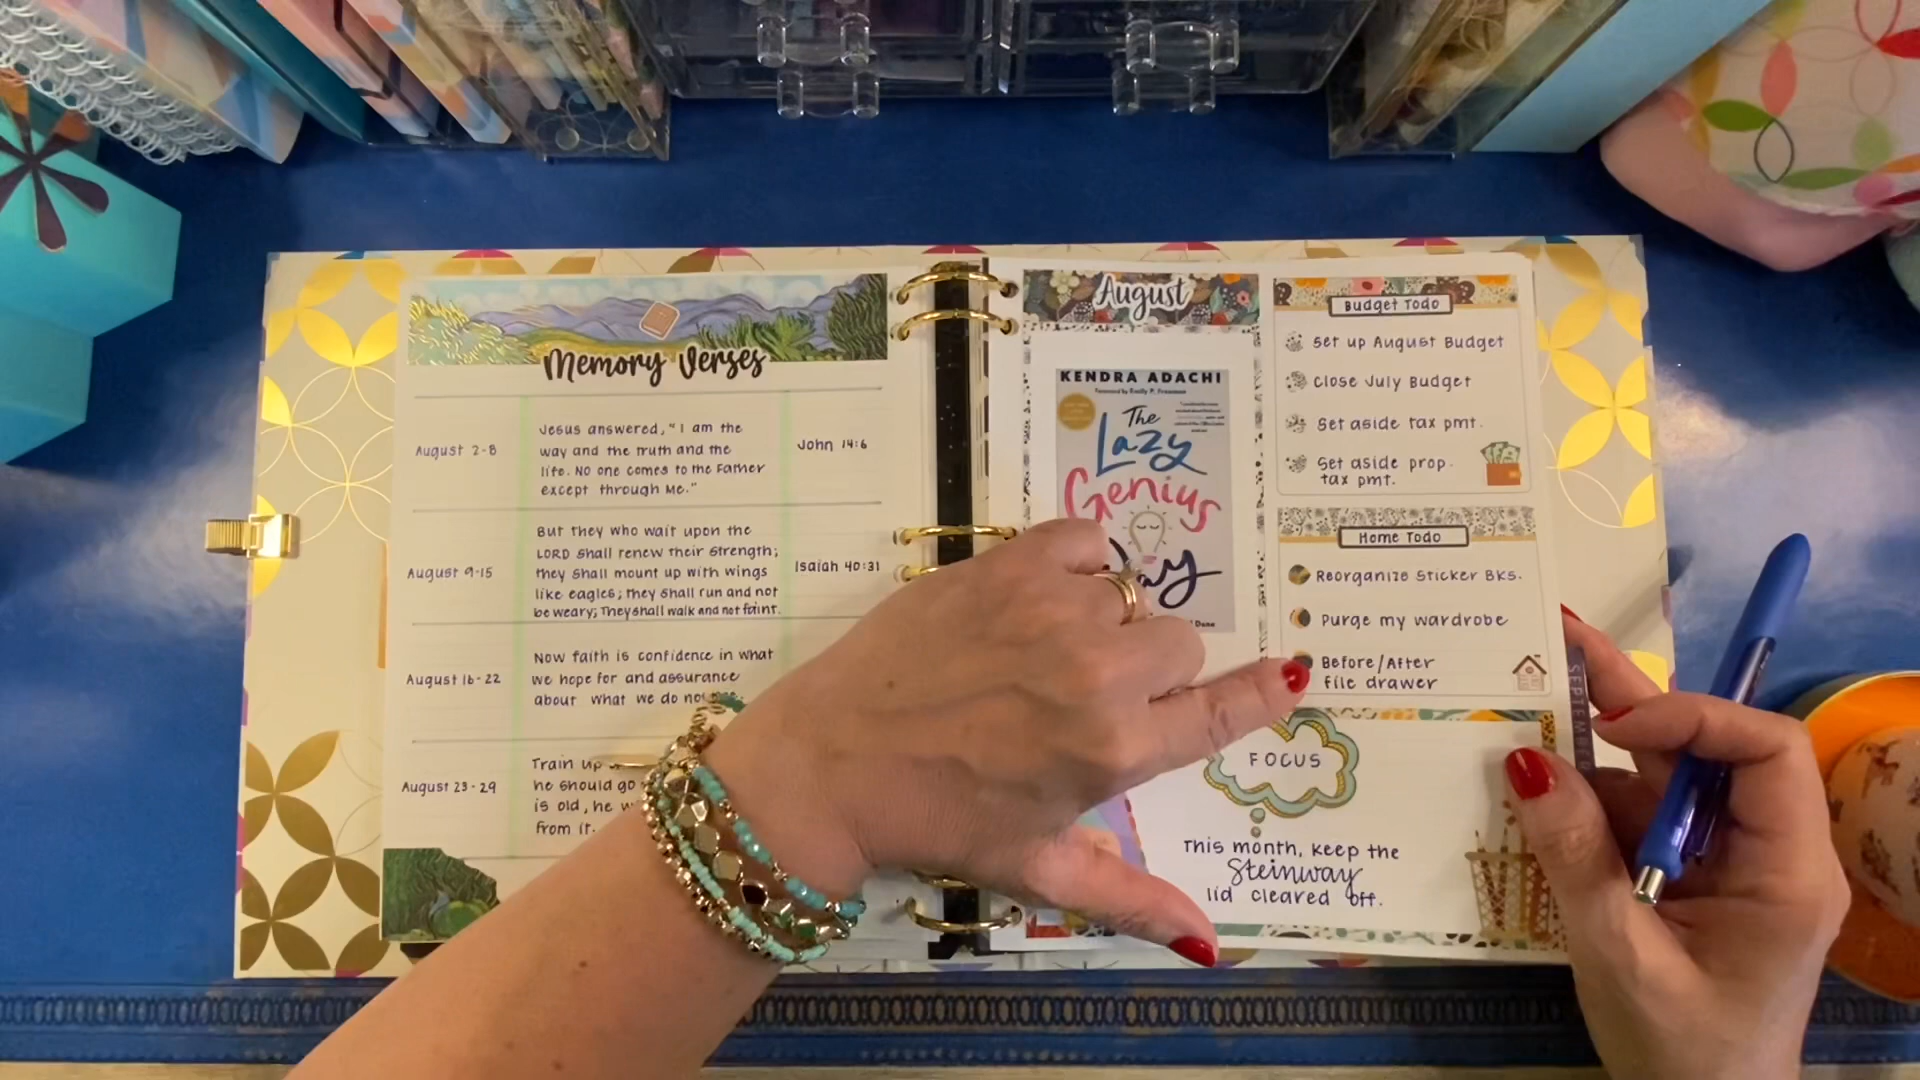 Memory Verses
August 2-8
Jesus answered, "I am the
way and the truth and the
life. No one comes to the Father
except through Me."
John 14:6
August 9-15
But they who wait upon the
LORD shall renew their strength;
they shall mount up with wings
like eagles; they shall run and not
be weary; They shall walk and not faint.
Isaiah 40:31
August 16-22
Now faith is confidence in what
we hope for and assurance
about what we do
August 23-29
Train up
he should go
is old, he
from it.
August
KENDRA ADACHI
Foreword by Emily P. Freeman
The
Lazy
Genius
Way
Budget Todo
Set up August Budget
Close July Budget
Set aside tax pmt.
Set aside prop.
tax pmt.
Home Todo
Reorganize Sticker Bks.
Purge my wardrobe
Before/After
file drawer
FOCUS
This month, keep the
Steinway
lid cleared off.
SEPTEMBER